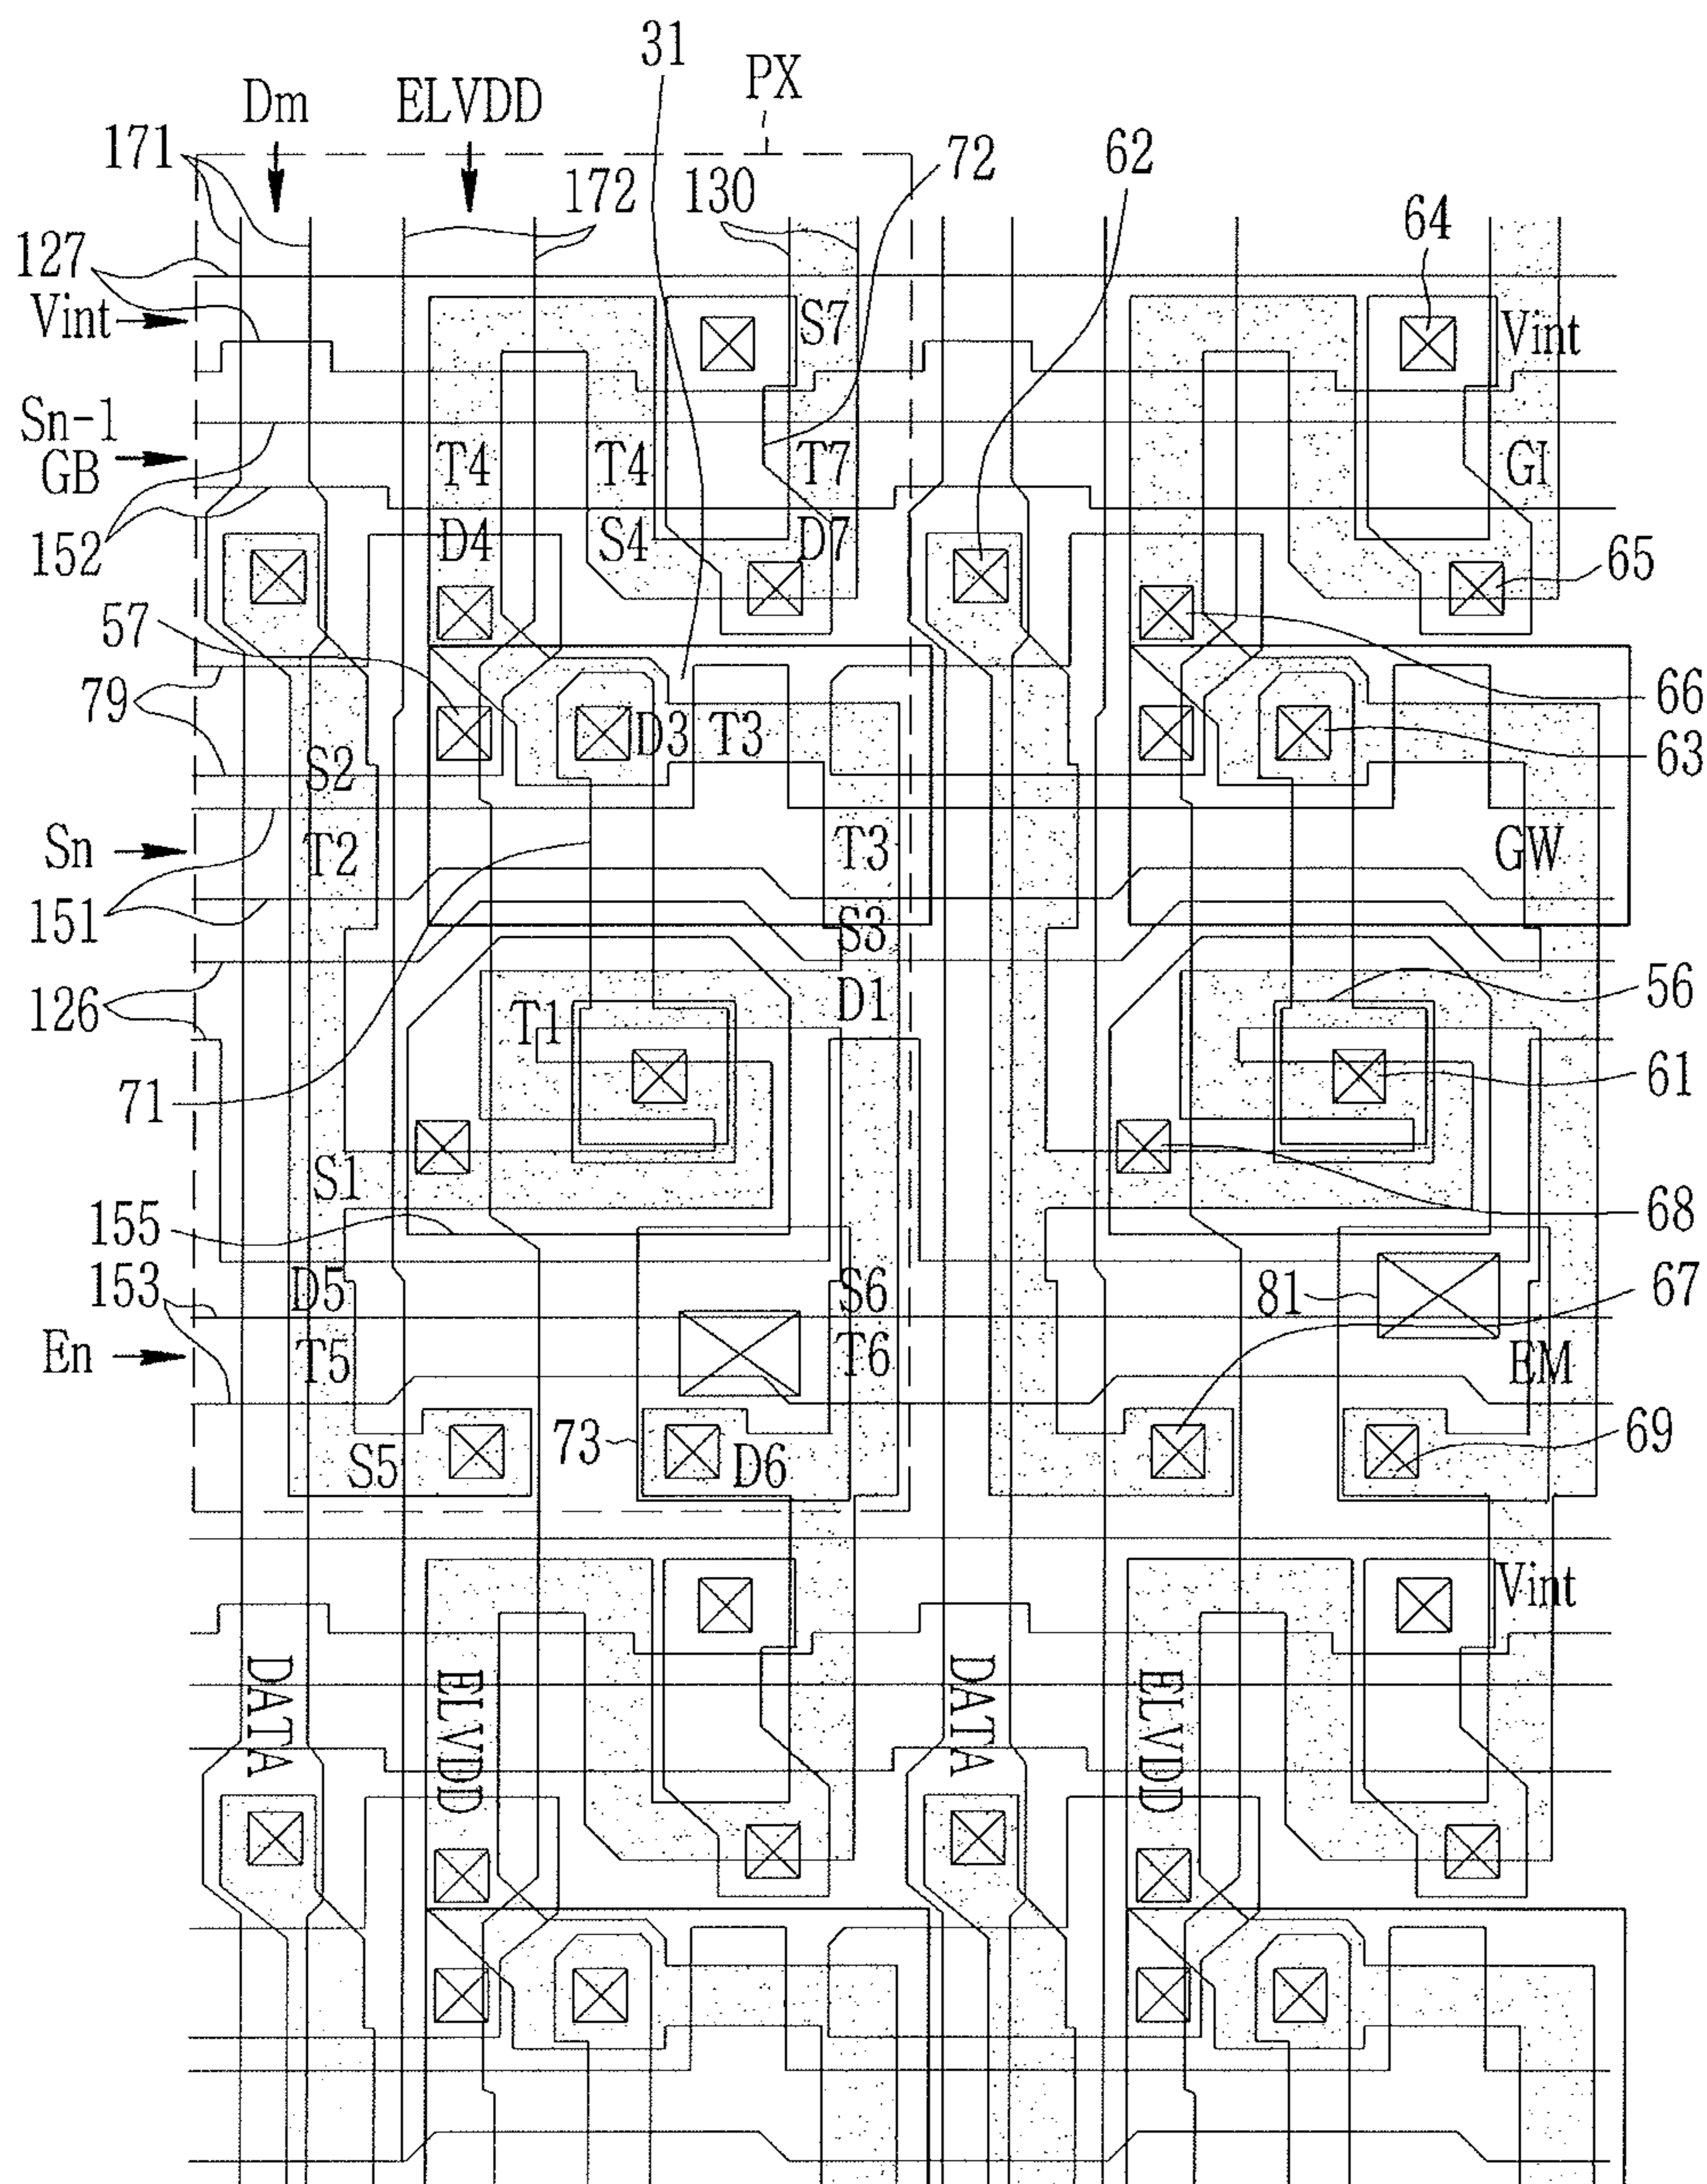 31
PX
Dm
ELVDD
171
172
130
72
62
64
127
Vint
S7
Vint
Sn-1
GB
T4
T4
T7
GI
152
D4
S4
D7
65
57
66
79
D3
T3
63
S2
Sn
T2
T3
GW
151
S3
126
D1
56
T1
61
71
S1
68
155
153
D5
S6
81
67
En
T5
T6
EM
S5
73
D6
69
Vint
DATA
ELVDD
DATA
ELVDD